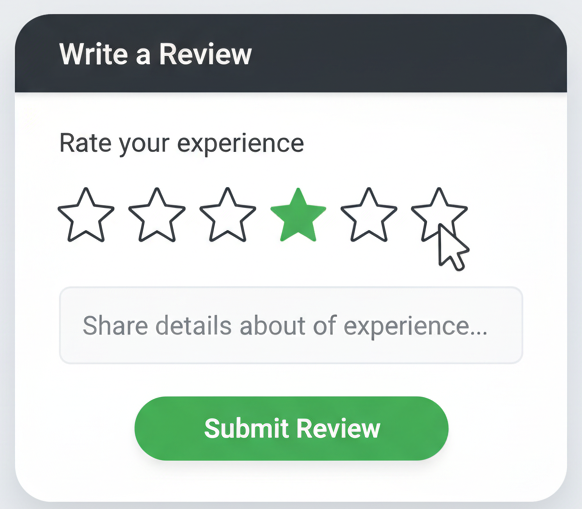 Write a Review
Rate your experience
Share details about of experience...
Submit Review